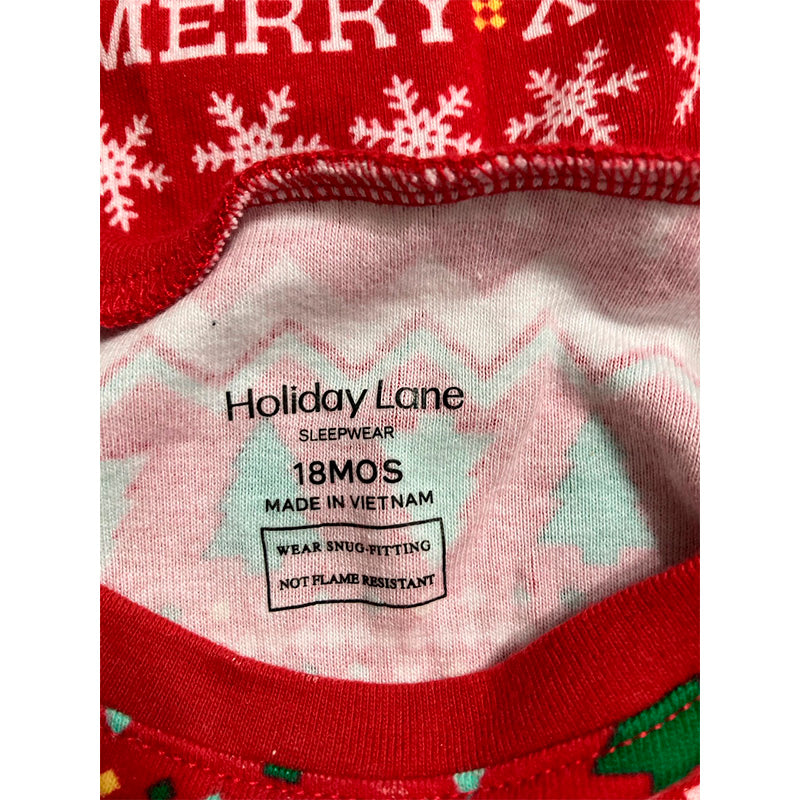 MERRY X
Holiday Lane
SLEEPWEAR
18MOS
MADE IN VIETNAM
WEAR SNUG-FITTING
NOT FLAME RESISTANT